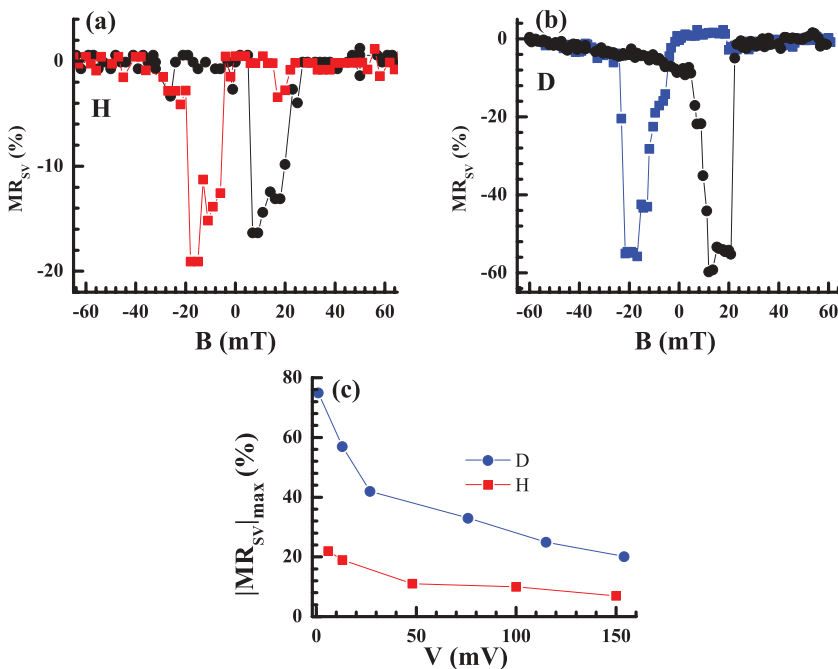 (a)
0
-10
-20
MR_SV (%)
H
-60 -40 -20 0 20 40 60
B (mT)
(b)
0
-20
-40
-60
MR_SV (%)
D
-60 -40 -20 0 20 40 60
B (mT)
(c)
80
60
40
20
0
|MR_SV|_max (%)
D
H
0 50 100 150
V (mV)